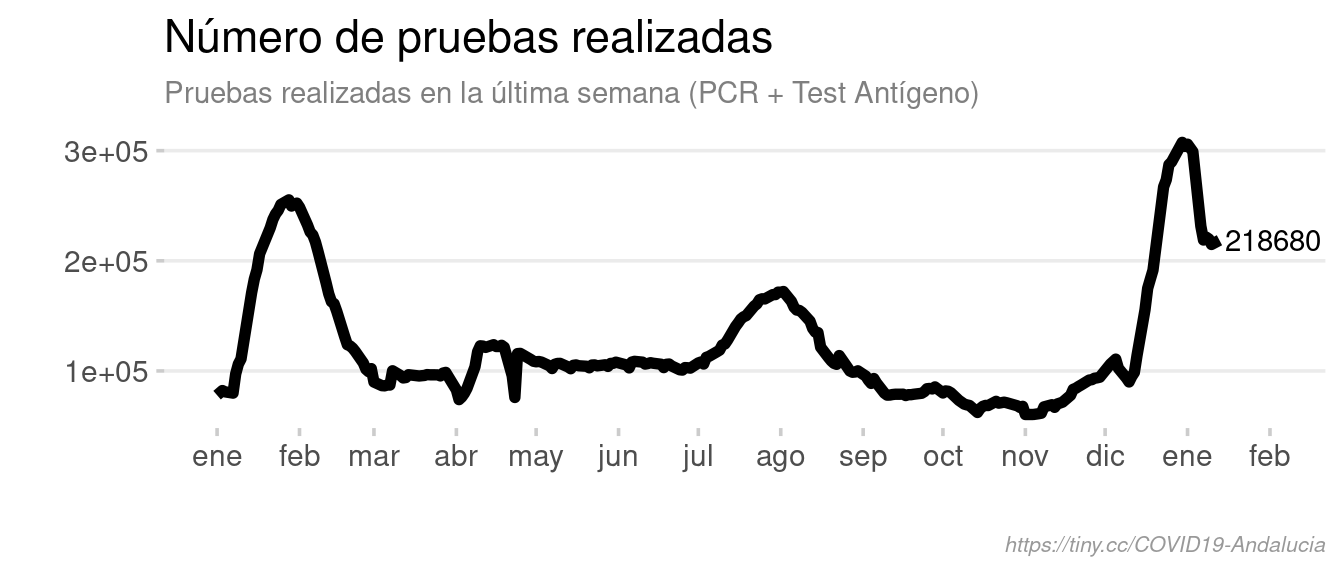 Número de pruebas realizadas
Pruebas realizadas en la última semana (PCR + Test Antígeno)
3e+05
2e+05
1e+05
218680
ene feb mar abr may jun jul ago sep oct nov dic ene feb
https://tiny.cc/COVID19-Andalucia